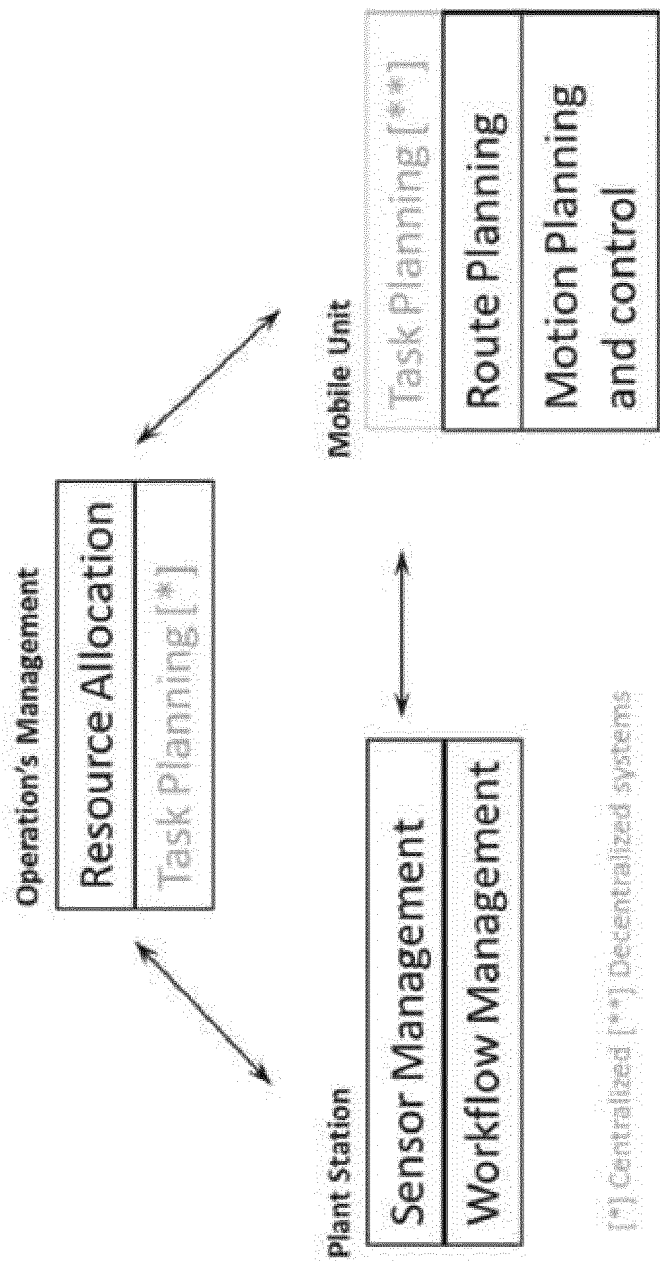 Operation's Management
Resource Allocation
Task Planning [*]
Plant Station
Sensor Management
Workflow Management
Mobile Unit
Task Planning [**]
Route Planning
Motion Planning
and control
[*] Centralized [**] Decentralized systems